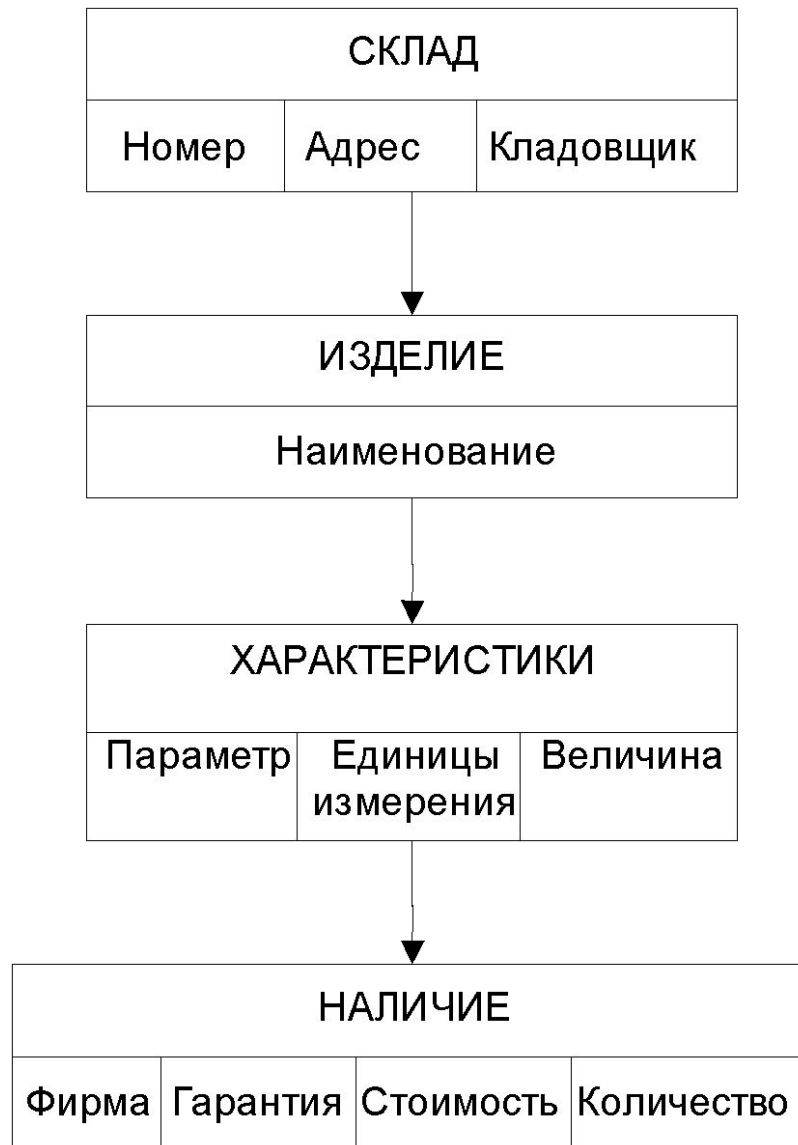 СКЛАД
Номер Адрес Кладовщик
ИЗДЕЛИЕ
Наименование
ХАРАКТЕРИСТИКИ
Параметр Единицы Величина
измерения
НАЛИЧИЕ
Фирма Гарантия Стоимость Количество